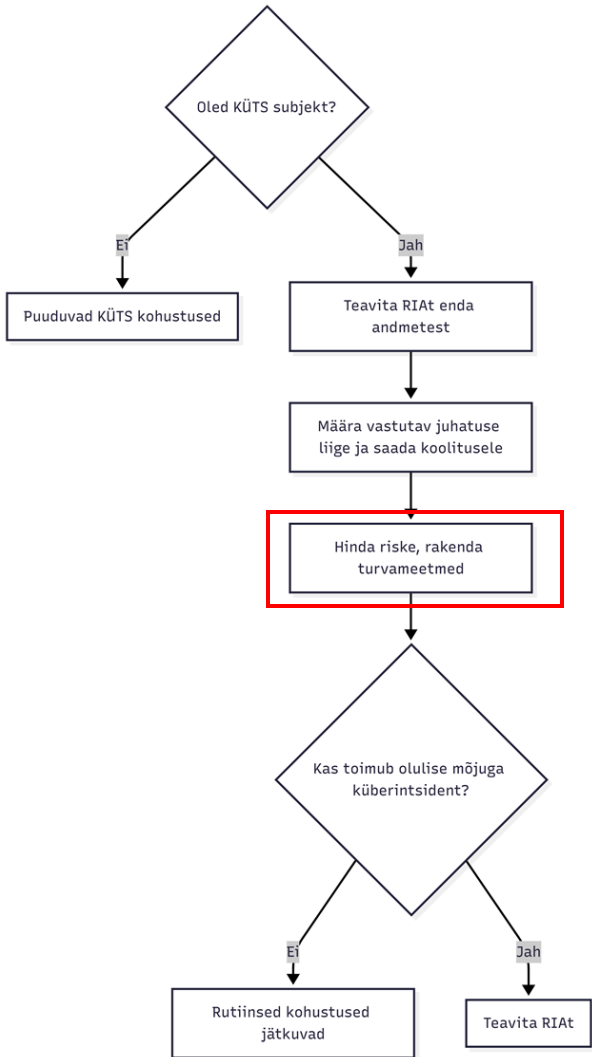 Oled KÜTS subjekt?
Ei
Jah
Puuduvad KÜTS kohustused
Teavita RIAt enda
andmetest
Määra vastutav juhatuse
liige ja saada koolitusele
Hinda riske, rakenda
turvameetmed
Kas toimub olulise mõjuga
küberintsident?
Ei
Jah
Rutiinsed kohustused
jätkuvad
Teavita RIAt